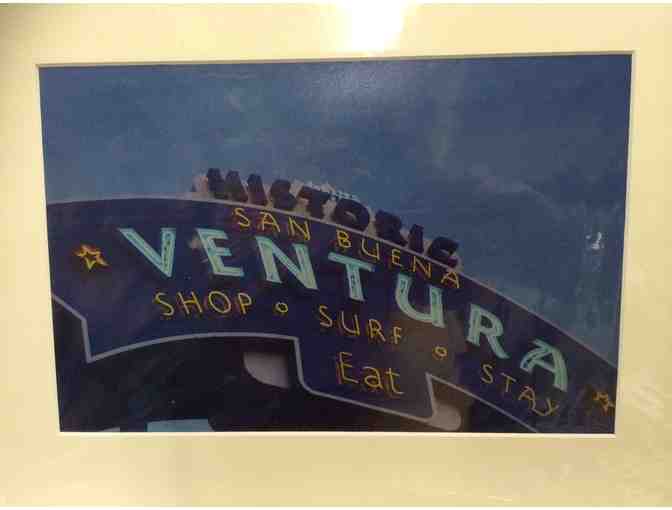 HISTORIC
SAN BUENA
VENTURA
SHOP o SURF o STAY
Eat